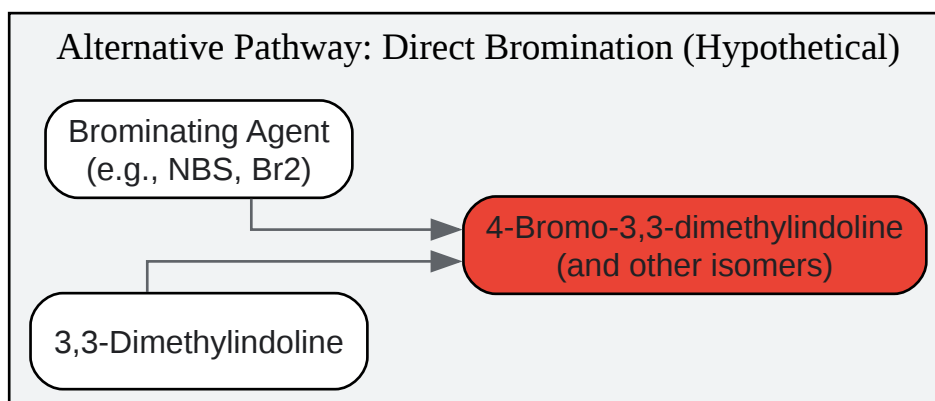 Alternative Pathway: Direct Bromination (Hypothetical)
Brominating Agent
(e.g., NBS, Br2)
4-Bromo-3,3-dimethylindoline
(and other isomers)
3,3-Dimethylindoline